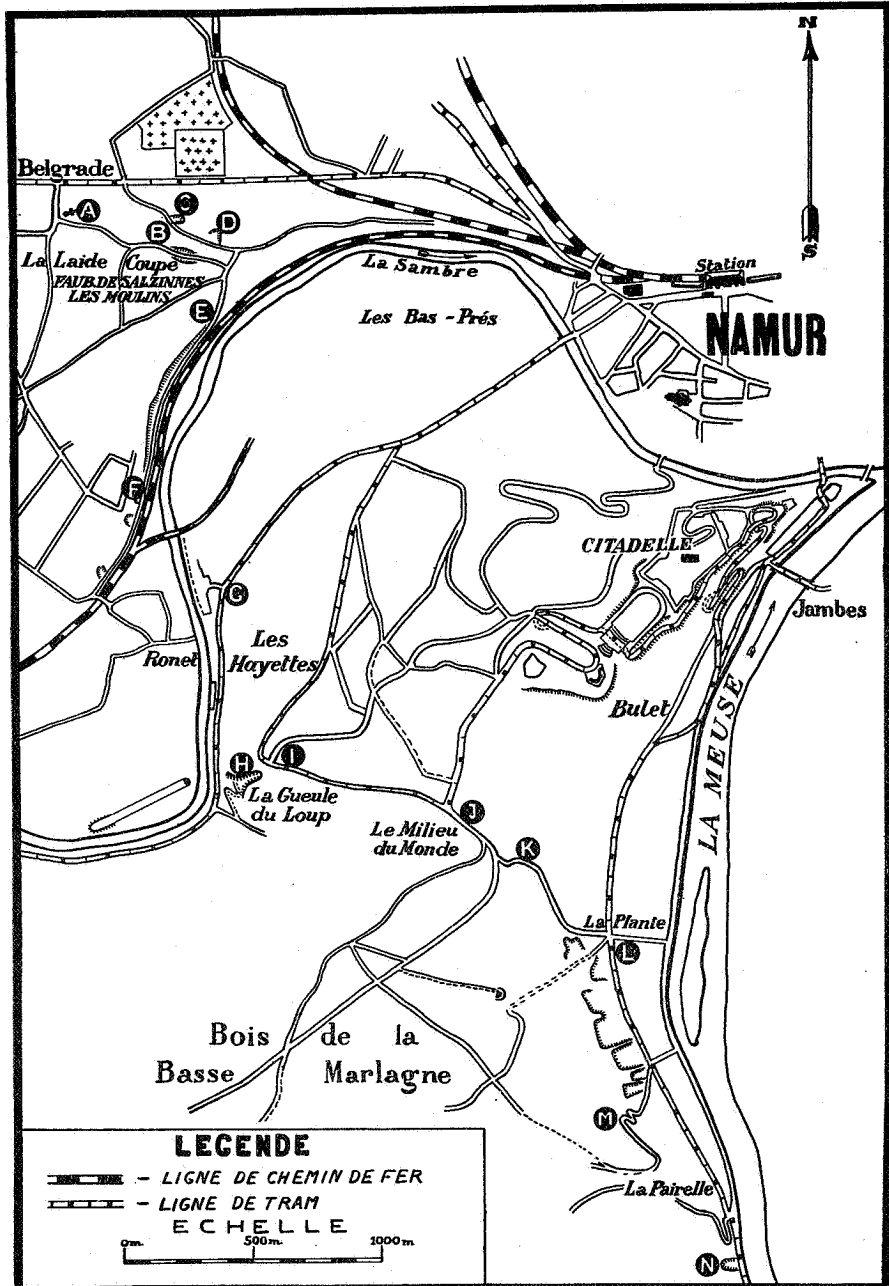 N
S.
Belgrade
A
C
B
D
La Laide Coupe
FAUB. DE SALZINNES
LES MOULINS
La Sambre
Station
E
Les Bas-Prés
NAMUR
F
CITADELLE
G
Jambes
Les
Hayettes
Ronet
Bulet
LA MEUSE
H
I
La Gueule
du Loup
J
Le Milieu
du Monde
K
La Plante
L
Bois de la
Basse Marlagne
M
La Pairelle
N
LEGENDE
- LIGNE DE CHEMIN DE FER
- LIGNE DE TRAM
ECHELLE
0m. 500m. 1000m